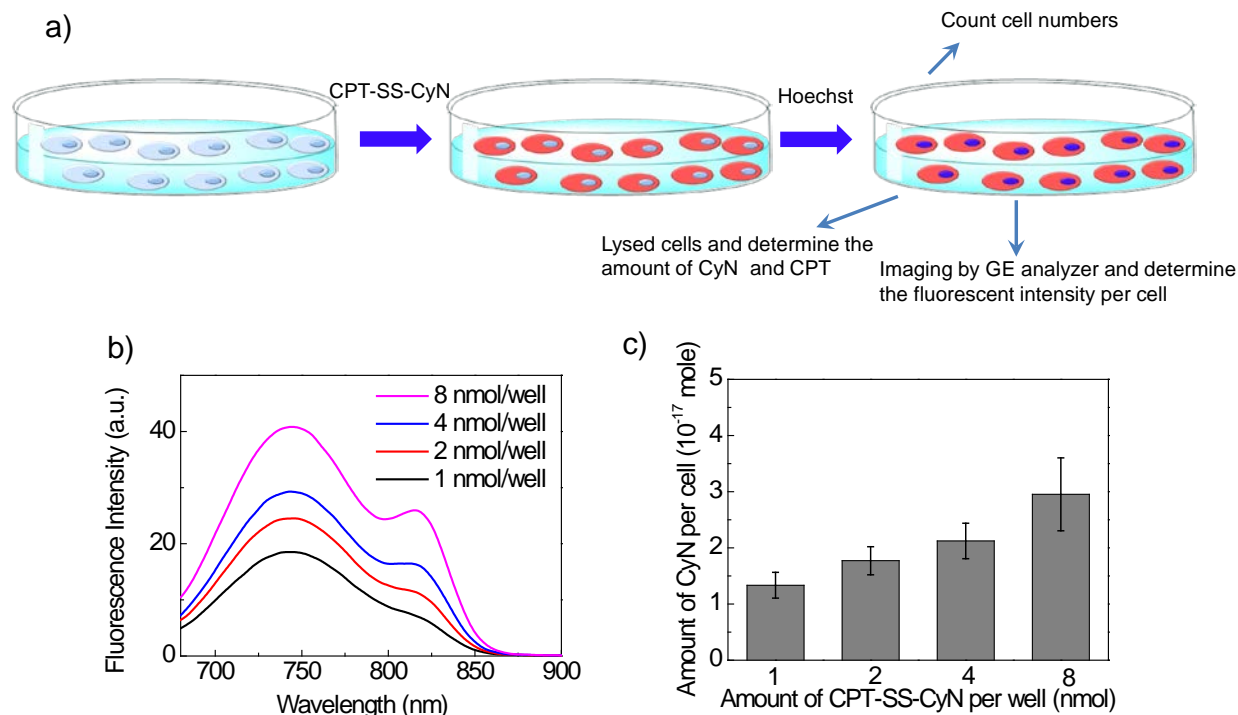 a)
Count cell numbers
CPT-SS-CyN
Hoechst
Lysed cells and determine the
amount of CyN and CPT
Imaging by GE analyzer and determine
the fluorescent intensity per cell
b)
Fluorescence Intensity (a.u.)
40
20
0
8 nmol/well
4 nmol/well
2 nmol/well
1 nmol/well
700 750 800 850 900
Wavelength (nm)
c)
Amount of CyN per cell (10⁻¹⁷ mole)
5
4
3
2
1
0
1 2 4 8
Amount of CPT-SS-CyN per well (nmol)